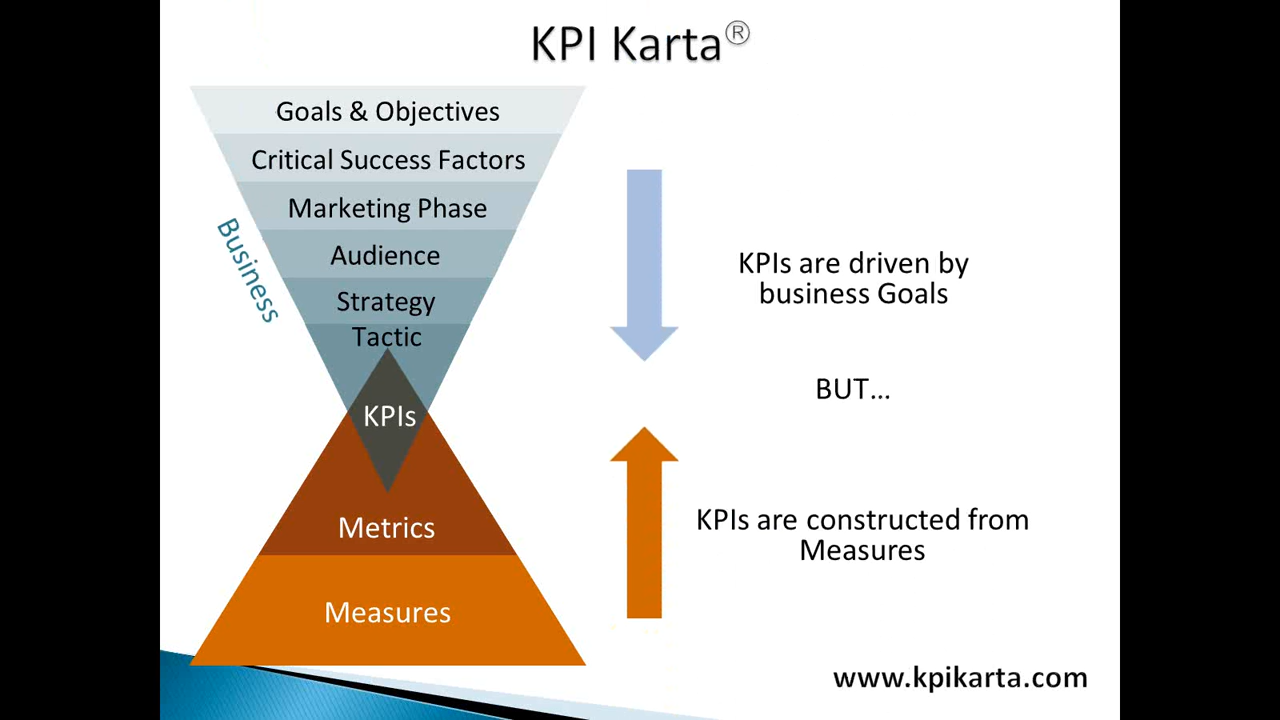 KPI Karta®
Goals & Objectives
Critical Success Factors
Marketing Phase
Audience
Strategy
Tactic
Business
KPIs
Metrics
Measures
KPIs are driven by
business Goals
BUT...
KPIs are constructed from
Measures
www.kpikarta.com